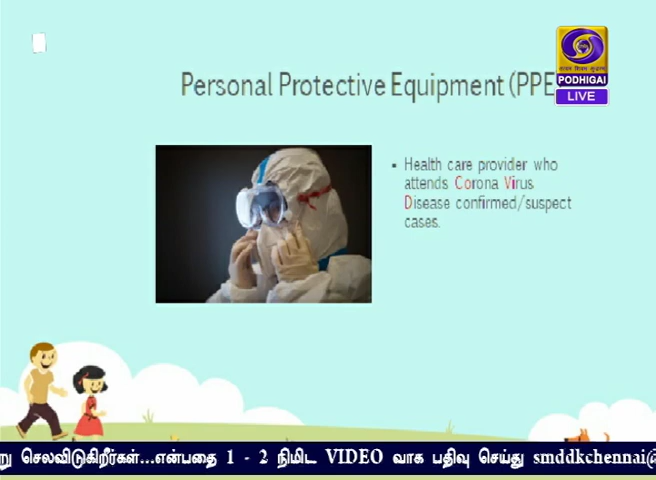 Personal Protective Equipment (PPE
PODHIGAI
LIVE
▪ Health care provider who
attends Corona Virus
Disease confirmed/suspect
cases.
று செலவிடுகிறீர்கள்...என்பதை 1 - 2 நிமிட VIDEO வாக பதிவு செய்து smddkchennai@